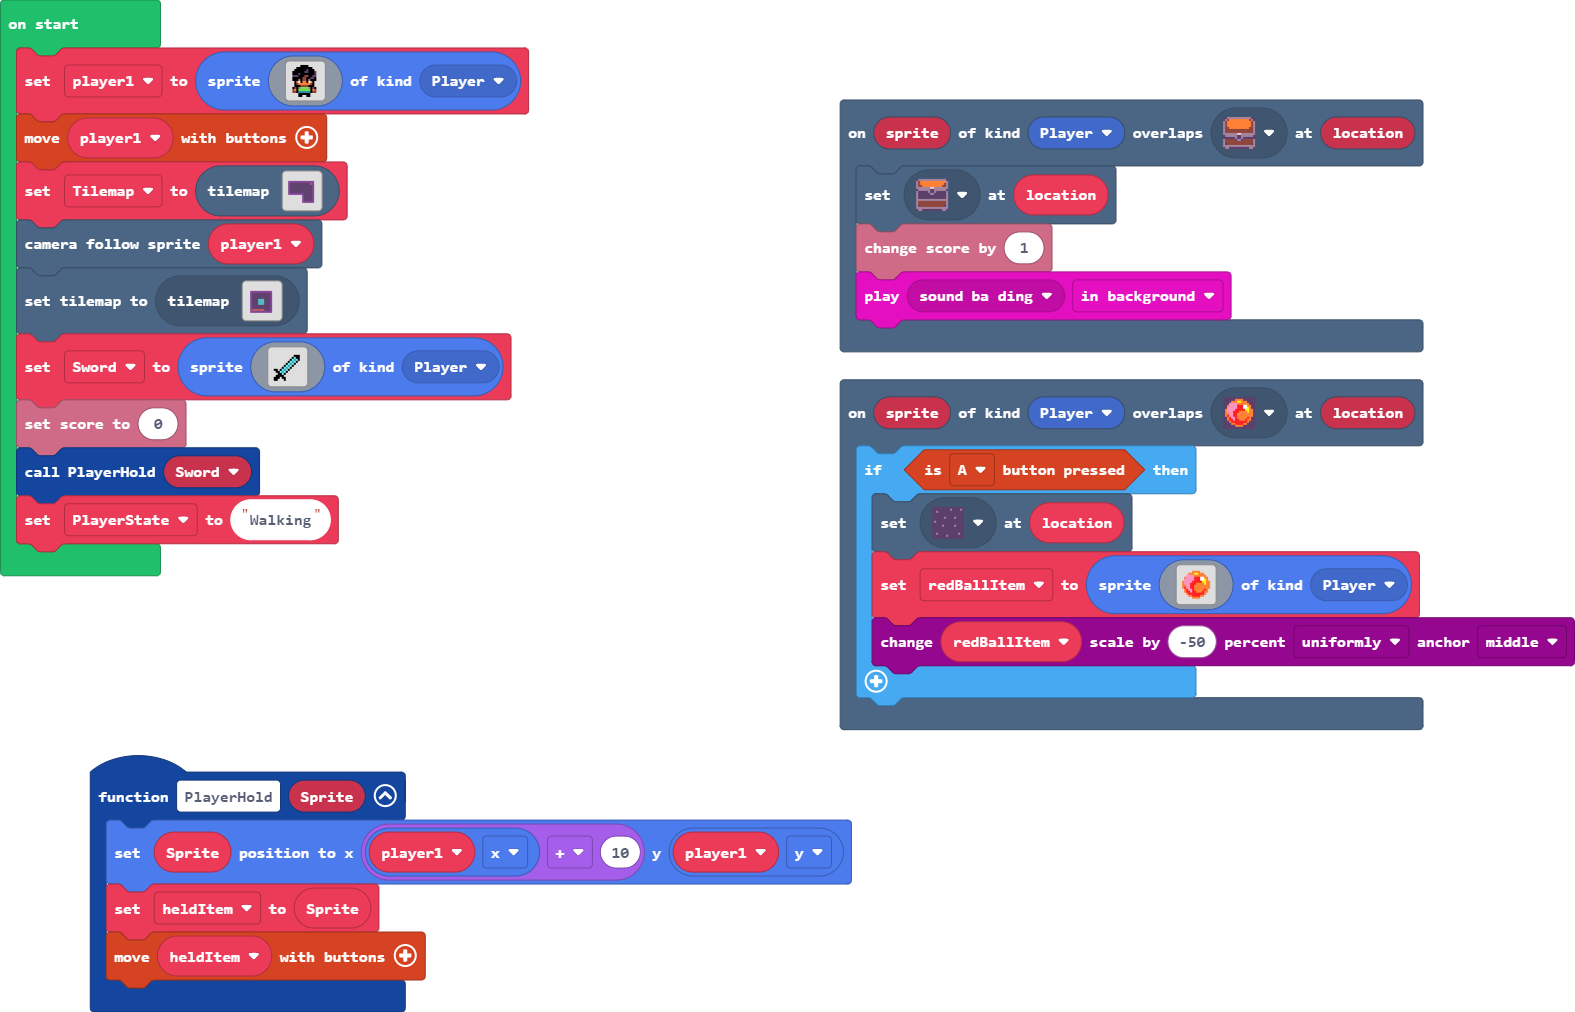 on start
set player1 to sprite of kind Player
move player1 with buttons
set Tilemap to tilemap
camera follow sprite player1
set tilemap to tilemap
set Sword to sprite of kind Player
set score to 0
call PlayerHold Sword
set PlayerState to "Walking"
on sprite of kind Player overlaps at location
set at location
change score by 1
play sound ba ding in background
on sprite of kind Player overlaps at location
if is A button pressed then
set at location
set redBallItem to sprite of kind Player
change redBallItem scale by -50 percent uniformly anchor middle
function PlayerHold Sprite
set Sprite position to x player1 x + 10 y player1 y
set heldItem to Sprite
move heldItem with buttons